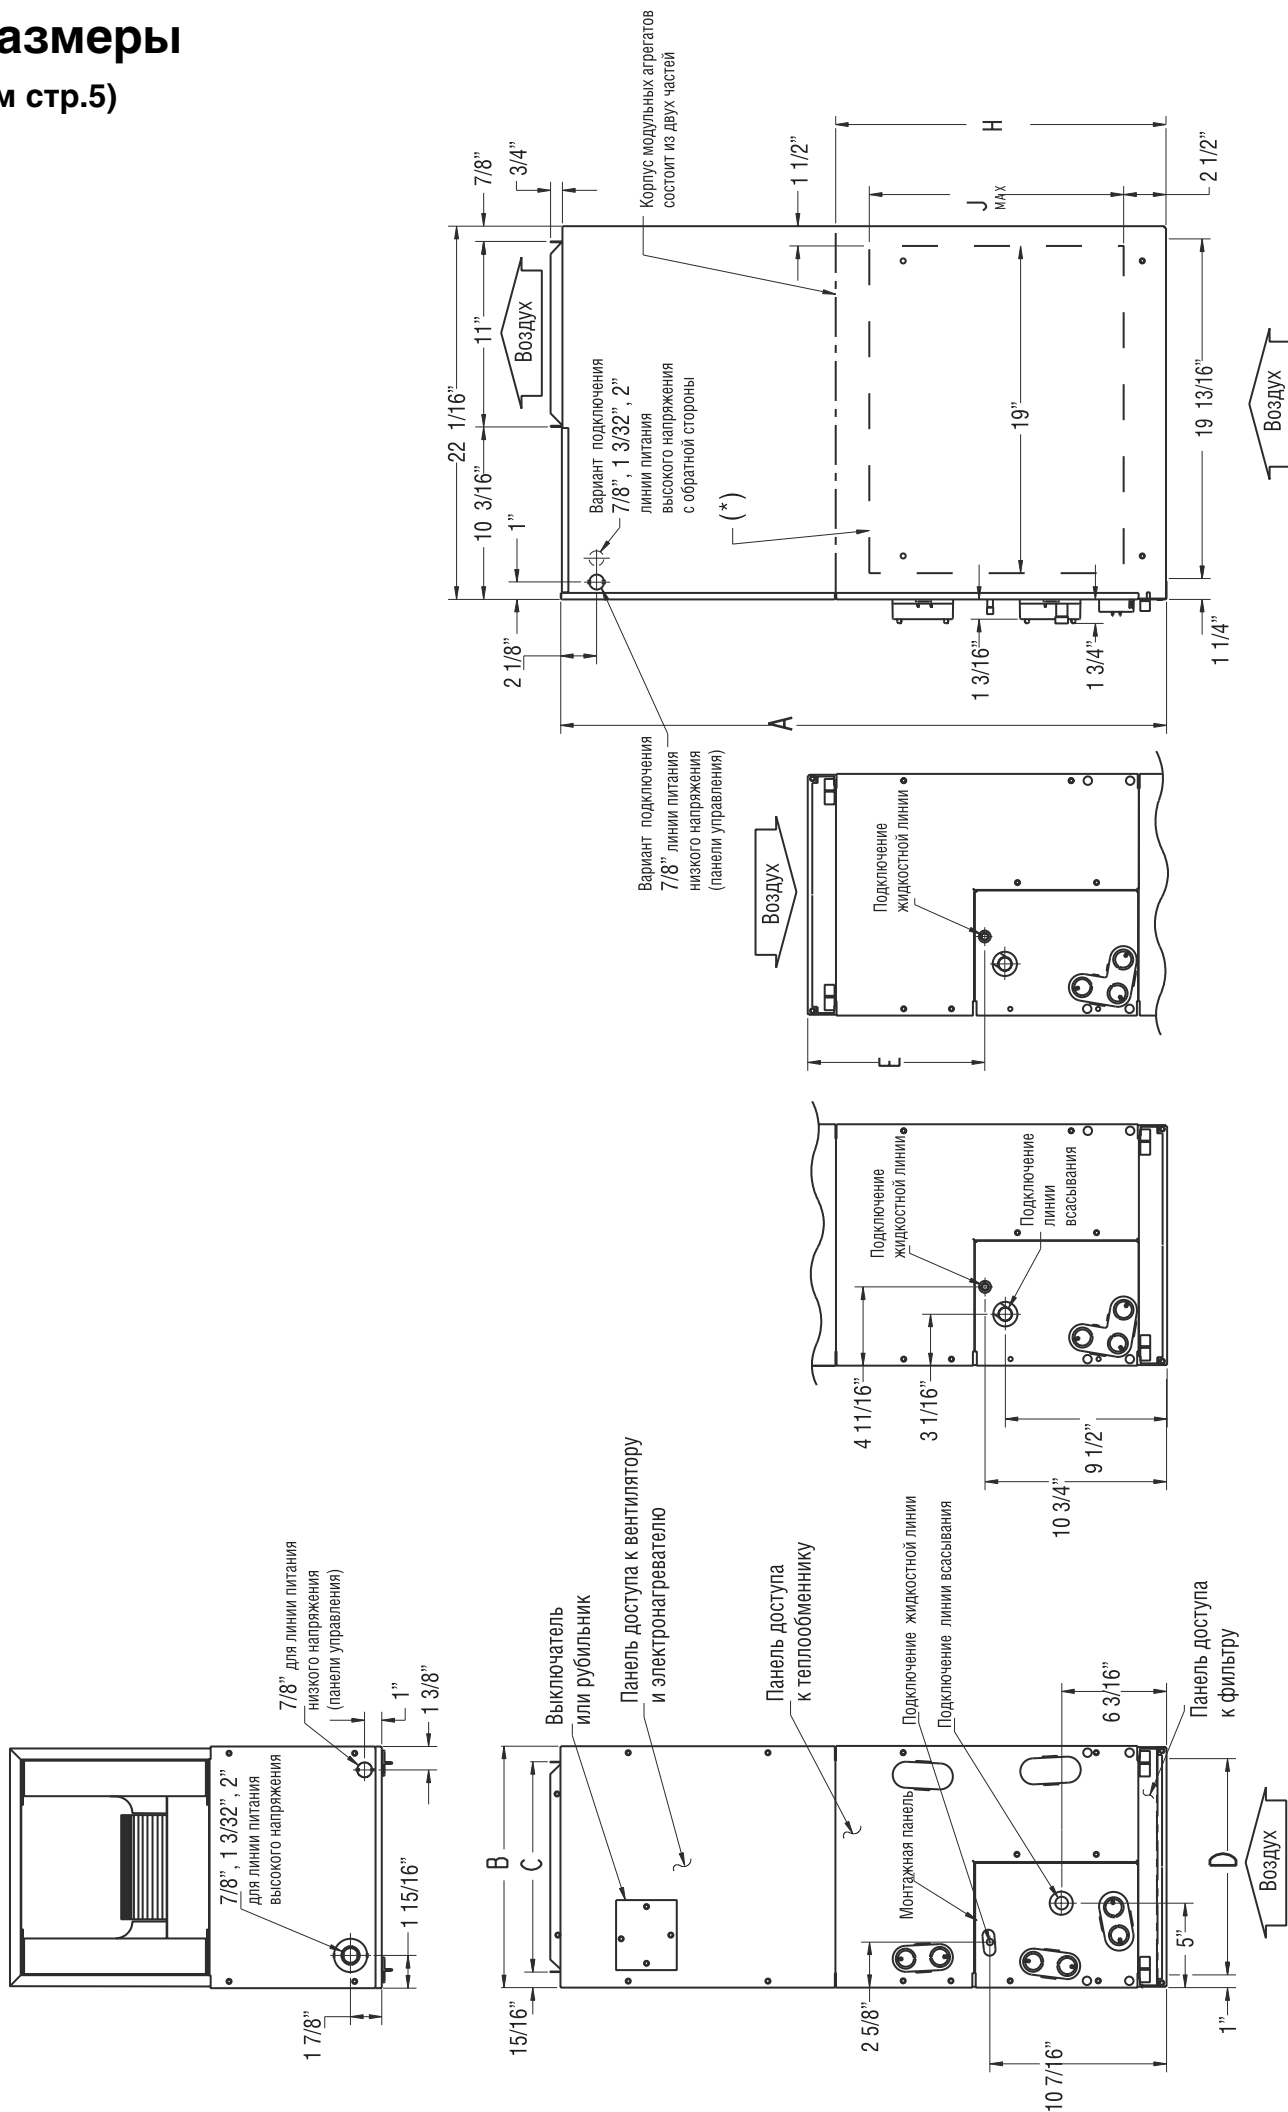 азмеры
м стр.5)
Корпус модульных агрегатов
состоит из двух частей
7/8”
3/4”
1 1/2”
H
J
MAX
2 1/2”
22 1/16”
11”
10 3/16”
1”
Воздух
Вариант подключения
7/8”, 1 3/32”, 2”
линии питания
высокого напряжения
с обратной стороны
(*)
19”
19 13/16”
Воздух
2 1/8”
1 3/16”
1 3/4”
1 1/4”
A
Вариант подключения
7/8” линии питания
низкого напряжения
(панели управления)
Воздух
Подключение
жидкостной линии
E
Подключение
жидкостной линии
Подключение
линии
всасывания
4 11/16”
3 1/16”
9 1/2”
10 3/4”
7/8” для линии питания
низкого напряжения
(панели управления)
1”
1 3/8”
7/8”, 1 3/32”, 2”
для линии питания
высокого напряжения
1 15/16”
1 7/8”
Выключатель
или рубильник
Панель доступа к вентилятору
и электронагревателю
Панель доступа
к теплообменнику
Подключение жидкостной линии
Подключение линии всасывания
6 3/16”
Панель доступа
к фильтру
B
C
Монтажная панель
D
Воздух
5”
15/16”
2 5/8”
1”
10 7/16”